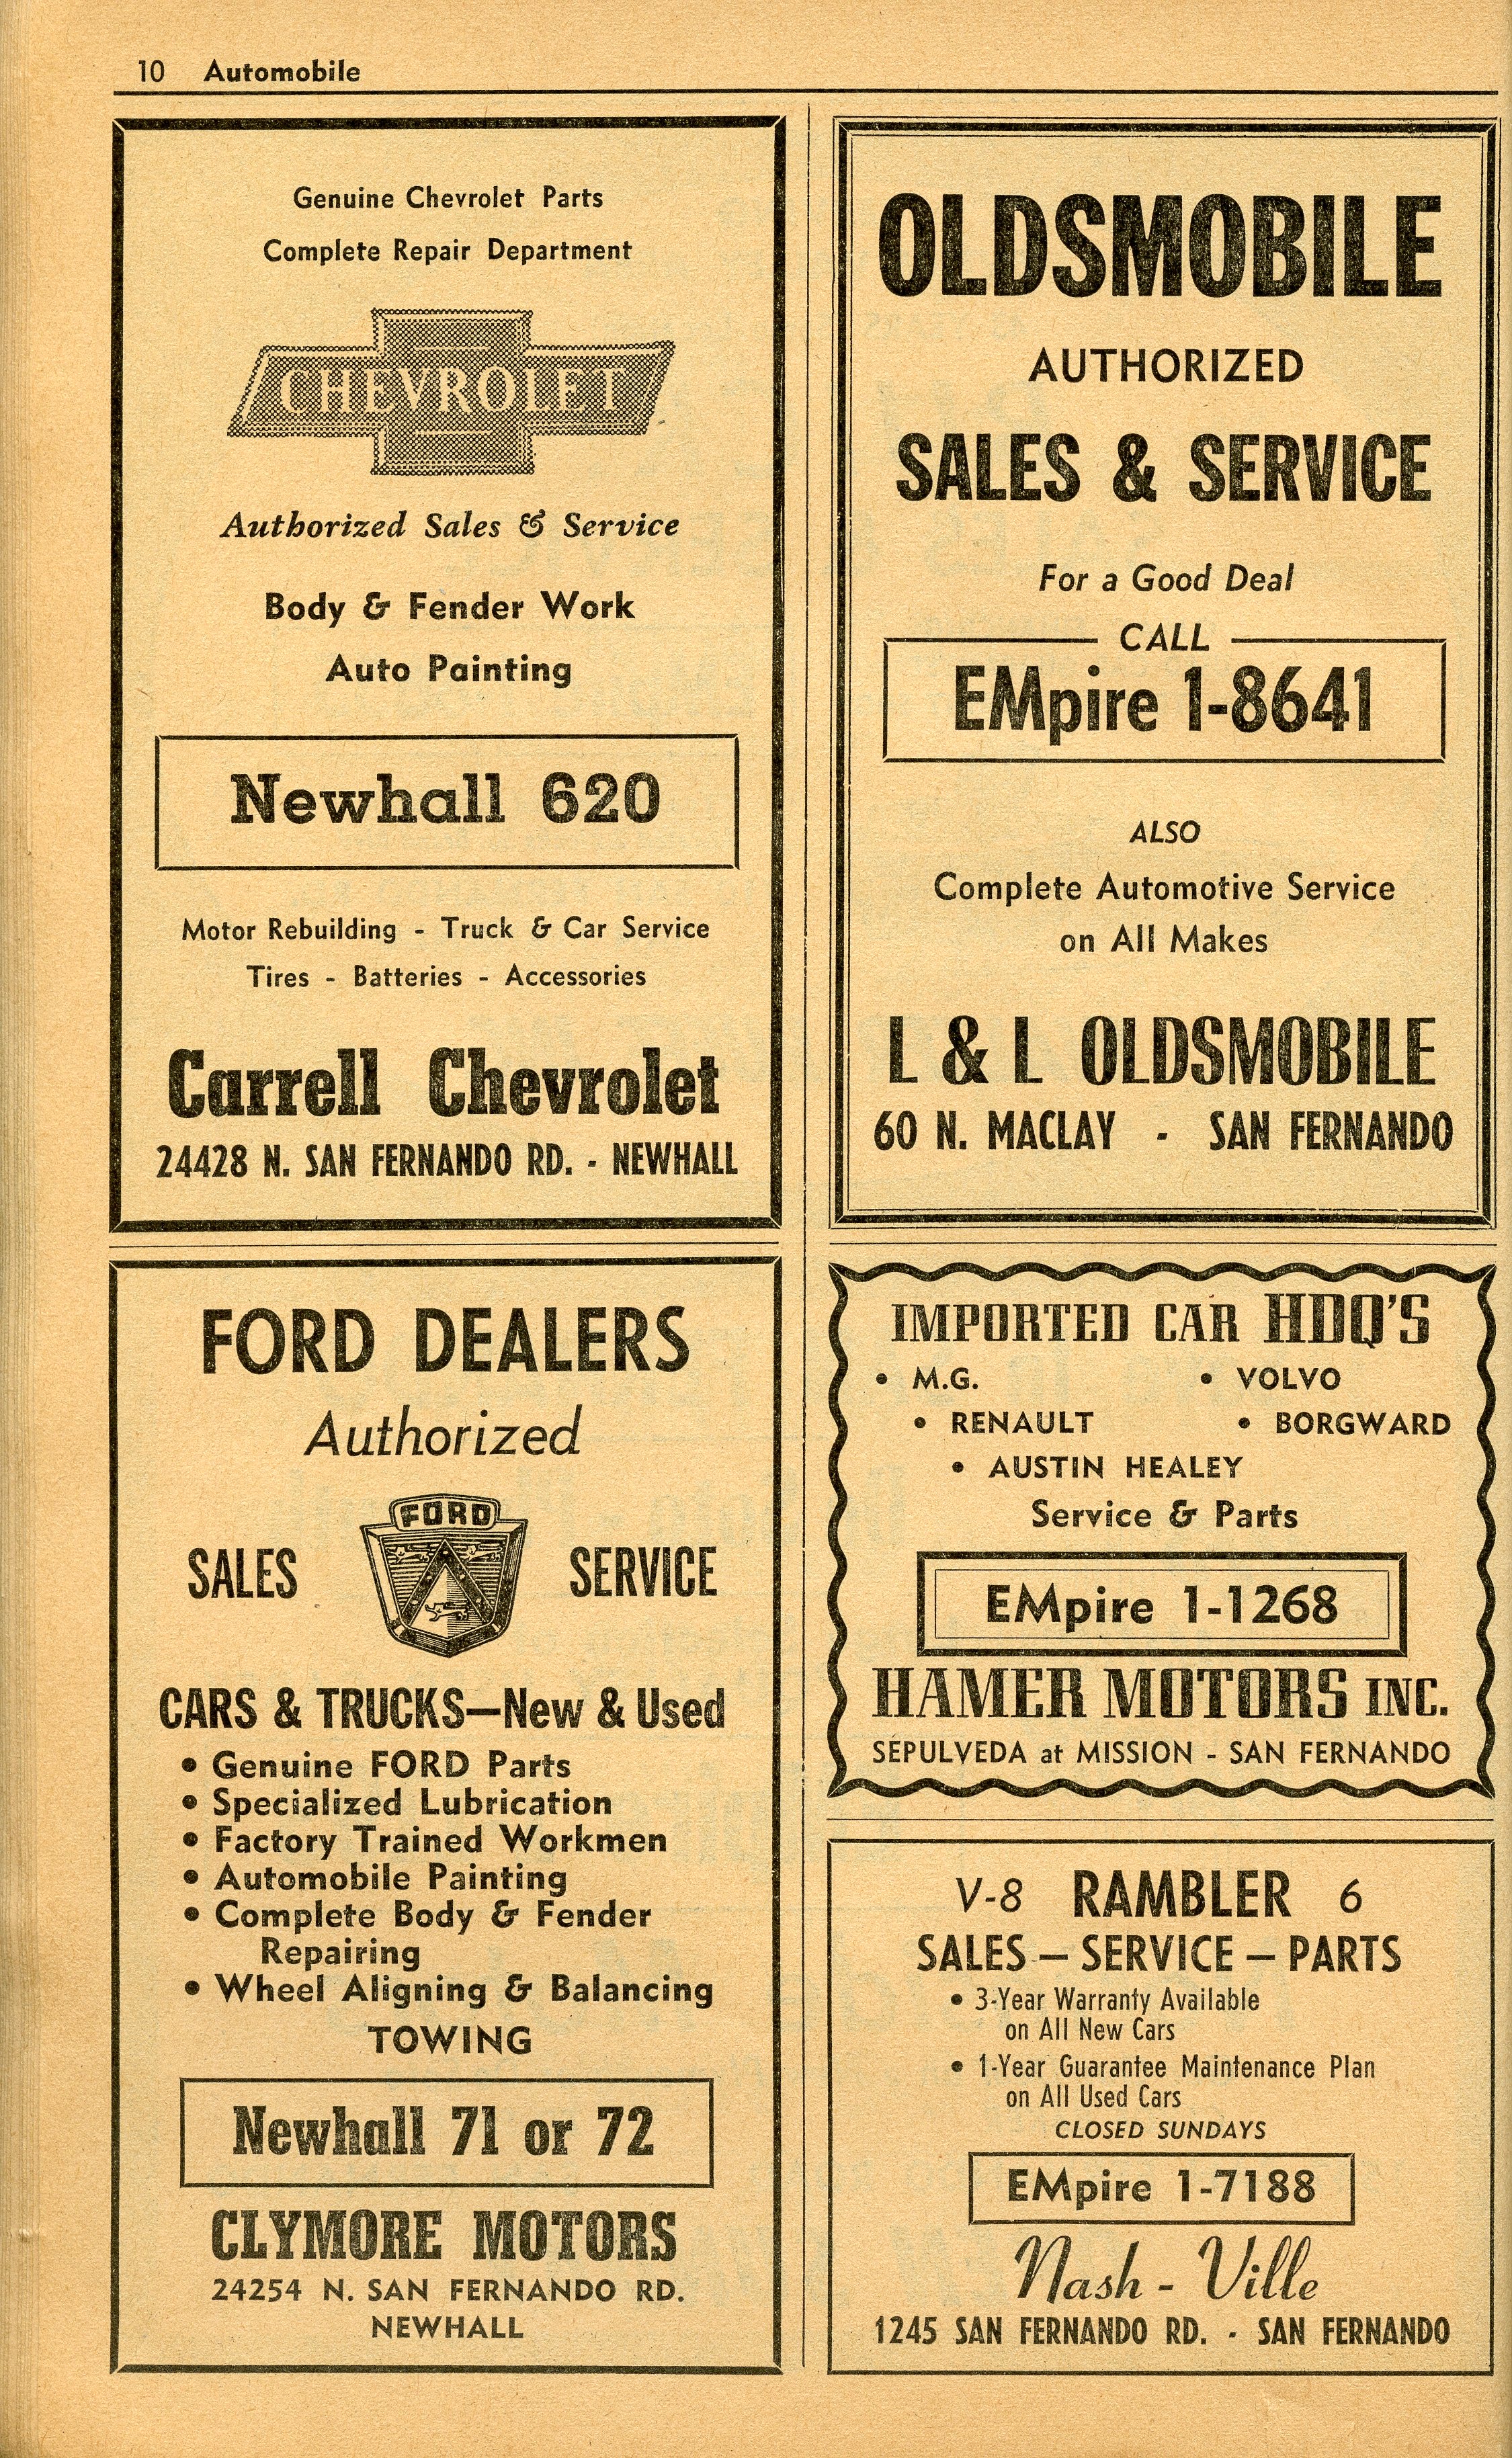 10 Automobile
Genuine Chevrolet Parts
Complete Repair Department
CHEVROLET
Authorized Sales & Service
Body & Fender Work
Auto Painting
Newhall 620
Motor Rebuilding - Truck & Car Service
Tires - Batteries - Accessories
Carrell Chevrolet
24428 N. SAN FERNANDO RD. - NEWHALL
FORD DEALERS
Authorized
FORD
SALES SERVICE
CARS & TRUCKS—New & Used
• Genuine FORD Parts
• Specialized Lubrication
• Factory Trained Workmen
• Automobile Painting
• Complete Body & Fender
Repairing
• Wheel Aligning & Balancing
TOWING
Newhall 71 or 72
CLYMORE MOTORS
24254 N. SAN FERNANDO RD.
NEWHALL
OLDSMOBILE
AUTHORIZED
SALES & SERVICE
For a Good Deal
CALL
EMpire 1-8641
ALSO
Complete Automotive Service
on All Makes
L & L OLDSMOBILE
60 N. MACLAY - SAN FERNANDO
IMPORTED CAR HDQ'S
• M.G. • VOLVO
• RENAULT • BORGWARD
• AUSTIN HEALEY
Service & Parts
EMpire 1-1268
HAMER MOTORS INC.
SEPULVEDA at MISSION - SAN FERNANDO
V-8 RAMBLER 6
SALES — SERVICE — PARTS
• 3-Year Warranty Available
on All New Cars
• 1-Year Guarantee Maintenance Plan
on All Used Cars
CLOSED SUNDAYS
EMpire 1-7188
Nash - Ville
1245 SAN FERNANDO RD. - SAN FERNANDO